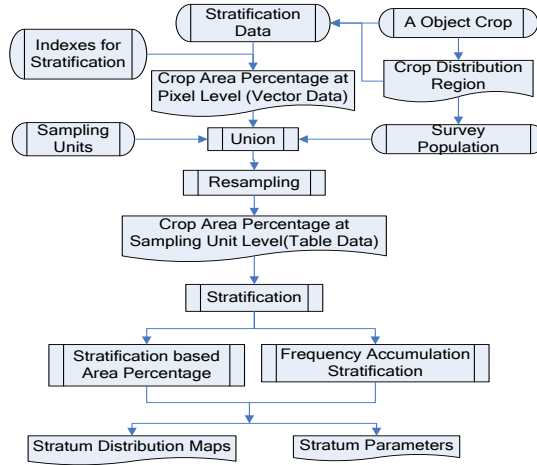 Stratification
Data
A Object Crop
Indexes for
Stratification
Crop Area Percentage at
Pixel Level (Vector Data)
Crop Distribution
Region
Sampling
Units
Union
Survey
Population
Resampling
Crop Area Percentage at
Sampling Unit Level(Table Data)
Stratification
Stratification based
Area Percentage
Frequency Accumulation
Stratification
Stratum Distribution Maps
Stratum Parameters